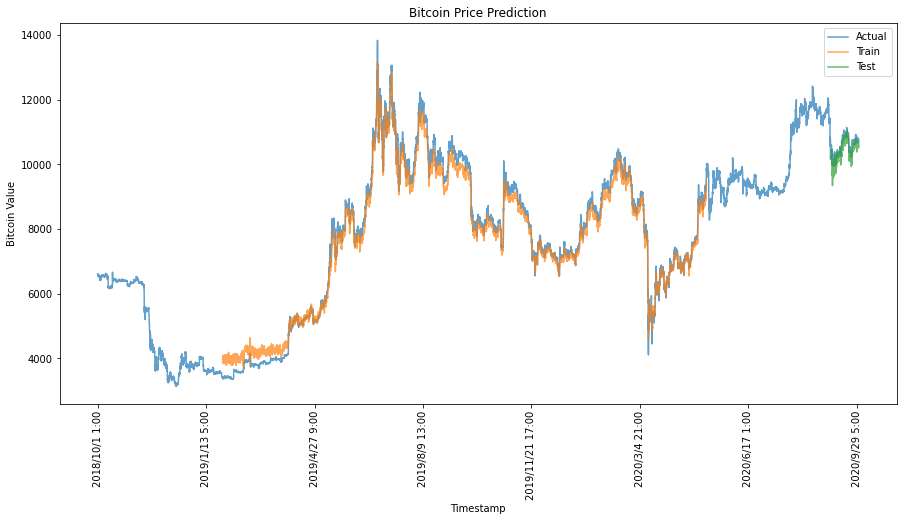 Bitcoin Price Prediction
Actual
Train
Test
14000
12000
10000
8000
6000
4000
Bitcoin Value
2018/10/1 1:00
2019/1/13 5:00
2019/4/27 9:00
2019/8/9 13:00
2019/11/21 17:00
2020/3/4 21:00
2020/6/17 1:00
2020/9/29 5:00
Timestamp